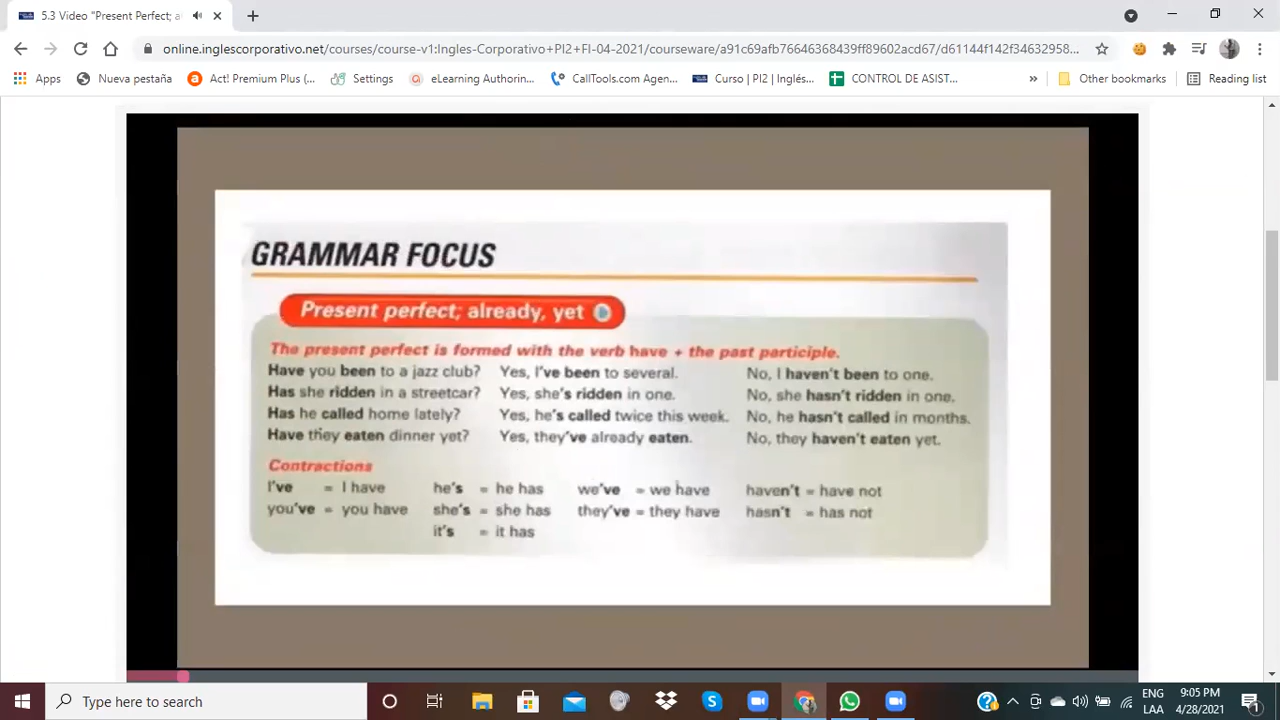 5.3 Video "Present Perfect; a
online.inglescorporativo.net/courses/course-v1:Ingles-Corporativo+PI2+FI-04-2021/courseware/a91c69afb76646368439ff89602acd67/d61144f142f34632958...
Apps Nueva pestaña Act! Premium Plus (... Settings eLearning Authorin... CallTools.com Agen... Curso | PI2 | Inglés... CONTROL DE ASIST... » Other bookmarks Reading list
GRAMMAR FOCUS
Present perfect; already, yet
The present perfect is formed with the verb have + the past participle.
Have you been to a jazz club? Yes, I've been to several. No, I haven't been to one.
Has she ridden in a streetcar? Yes, she's ridden in one. No, she hasn't ridden in one.
Has he called home lately? Yes, he's called twice this week. No, he hasn't called in months.
Have they eaten dinner yet? Yes, they've already eaten. No, they haven't eaten yet.
Contractions
I've = I have he's = he has we've = we have haven't = have not
you've = you have she's = she has they've = they have hasn't = has not
it's = it has
Type here to search
ENG 9:05 PM
LAA 4/28/2021